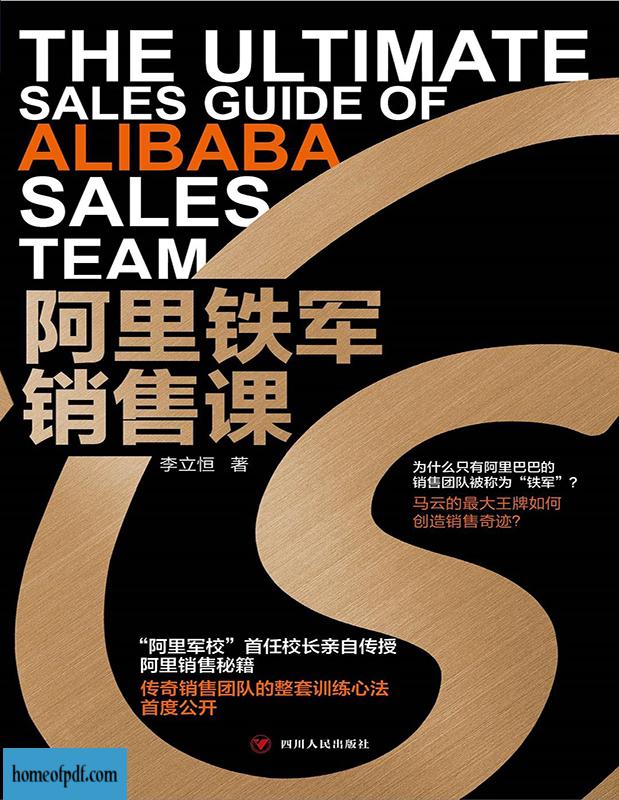 THE ULTIMATE
SALES GUIDE OF
ALIBABA
SALES
TEAM
阿里铁军
销售课
李立恒 著
为什么只有阿里巴巴的
销售团队被称为“铁军”？
马云的最大王牌如何
创造销售奇迹？
“阿里军校”首任校长亲自传授
阿里销售秘籍
传奇销售团队的整套训练心法
首度公开
四川人民出版社
homeofpdf.com